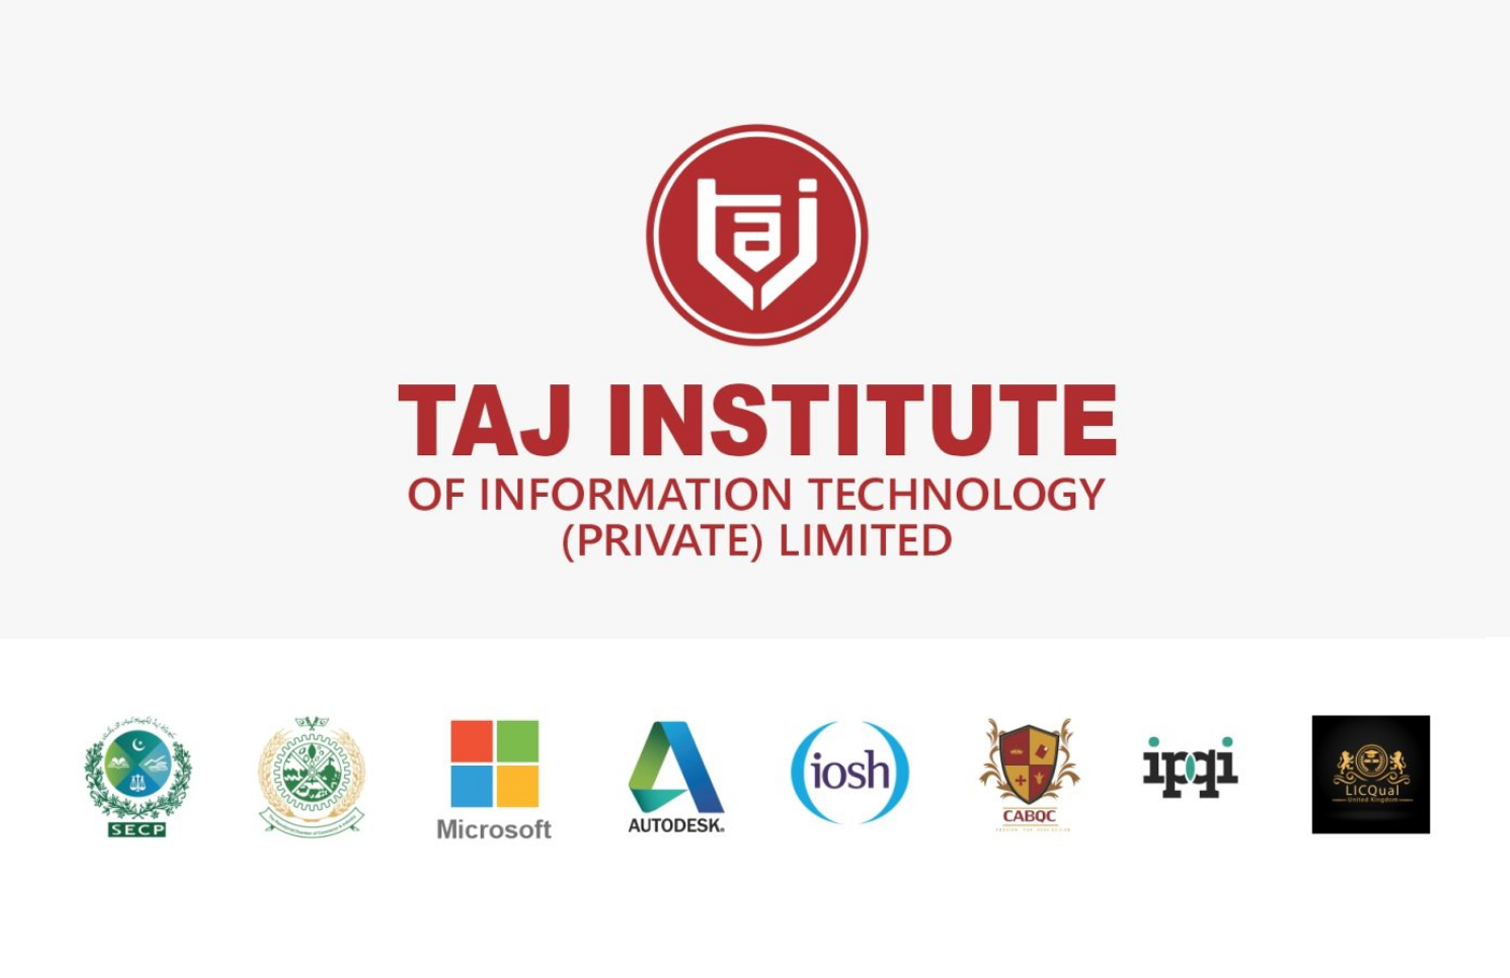 taj
TAJ INSTITUTE
OF INFORMATION TECHNOLOGY
(PRIVATE) LIMITED
SECP
Microsoft
AUTODESK.
iosh
CABQC
ipqi
LICQual
United Kingdom